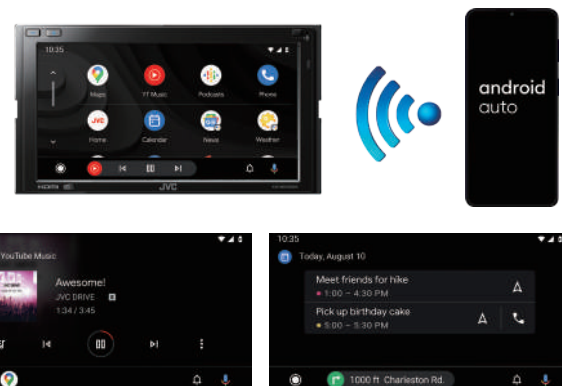 10:35
Maps
YT Music
Podcasts
Phone
JVC
Home
Calendar
News
Weather
HDMI
JVC
android
auto
YouTube Music
Awesome!
JVC DRIVE
1:34 / 3:45
10:35
Today, August 10
Meet friends for hike
1:00 – 4:30 PM
Pick up birthday cake
5:00 – 5:30 PM
1000 ft Charleston Rd.